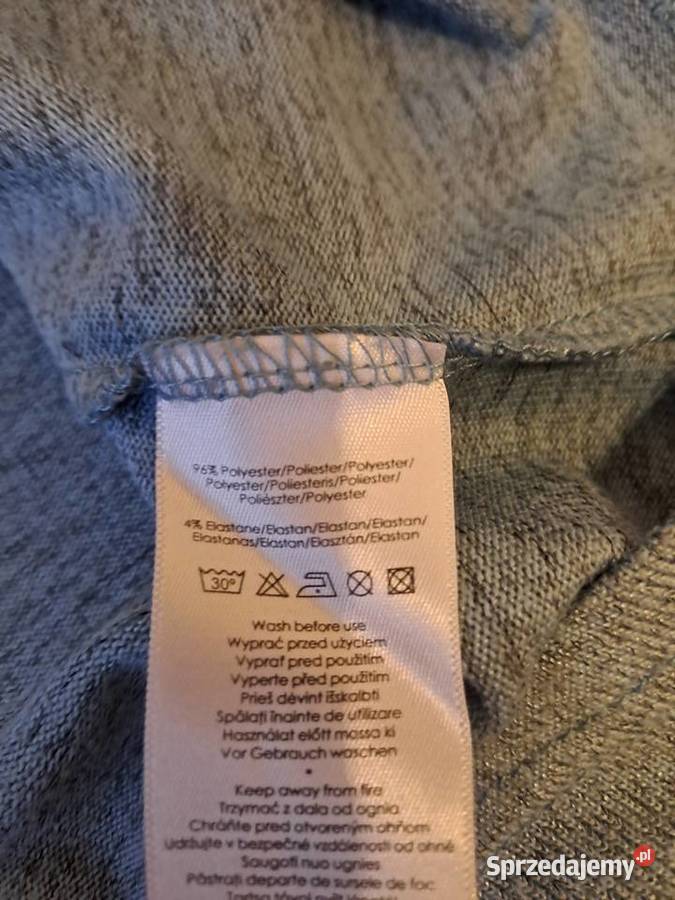 96% Polyester/Poliester/Polyester/
Polyester/Poliesteris/Poliester/
Poliészter/Polyester
4% Elastane/Elastan/Elastan/Elastan/
Elastanas/Elastan/Elasztán/Elastan
30°
Wash before use
Wyprać przed użyciem
Vyprať pred použitím
Vyperte před použitím
Prieš dėvint išskalbti
Spălați înainte de utilizare
Használat előtt mossa ki
Vor Gebrauch waschen
•
Keep away from fire
Trzymać z dala od ognia
Chráňte pred otvoreným ohňom
udržujte v bezpečné vzdálenosti od ohně
Saugoti nuo ugnies
Păstrați departe de sursele de foc
Tartsa távol
Sprzedajemy.pl